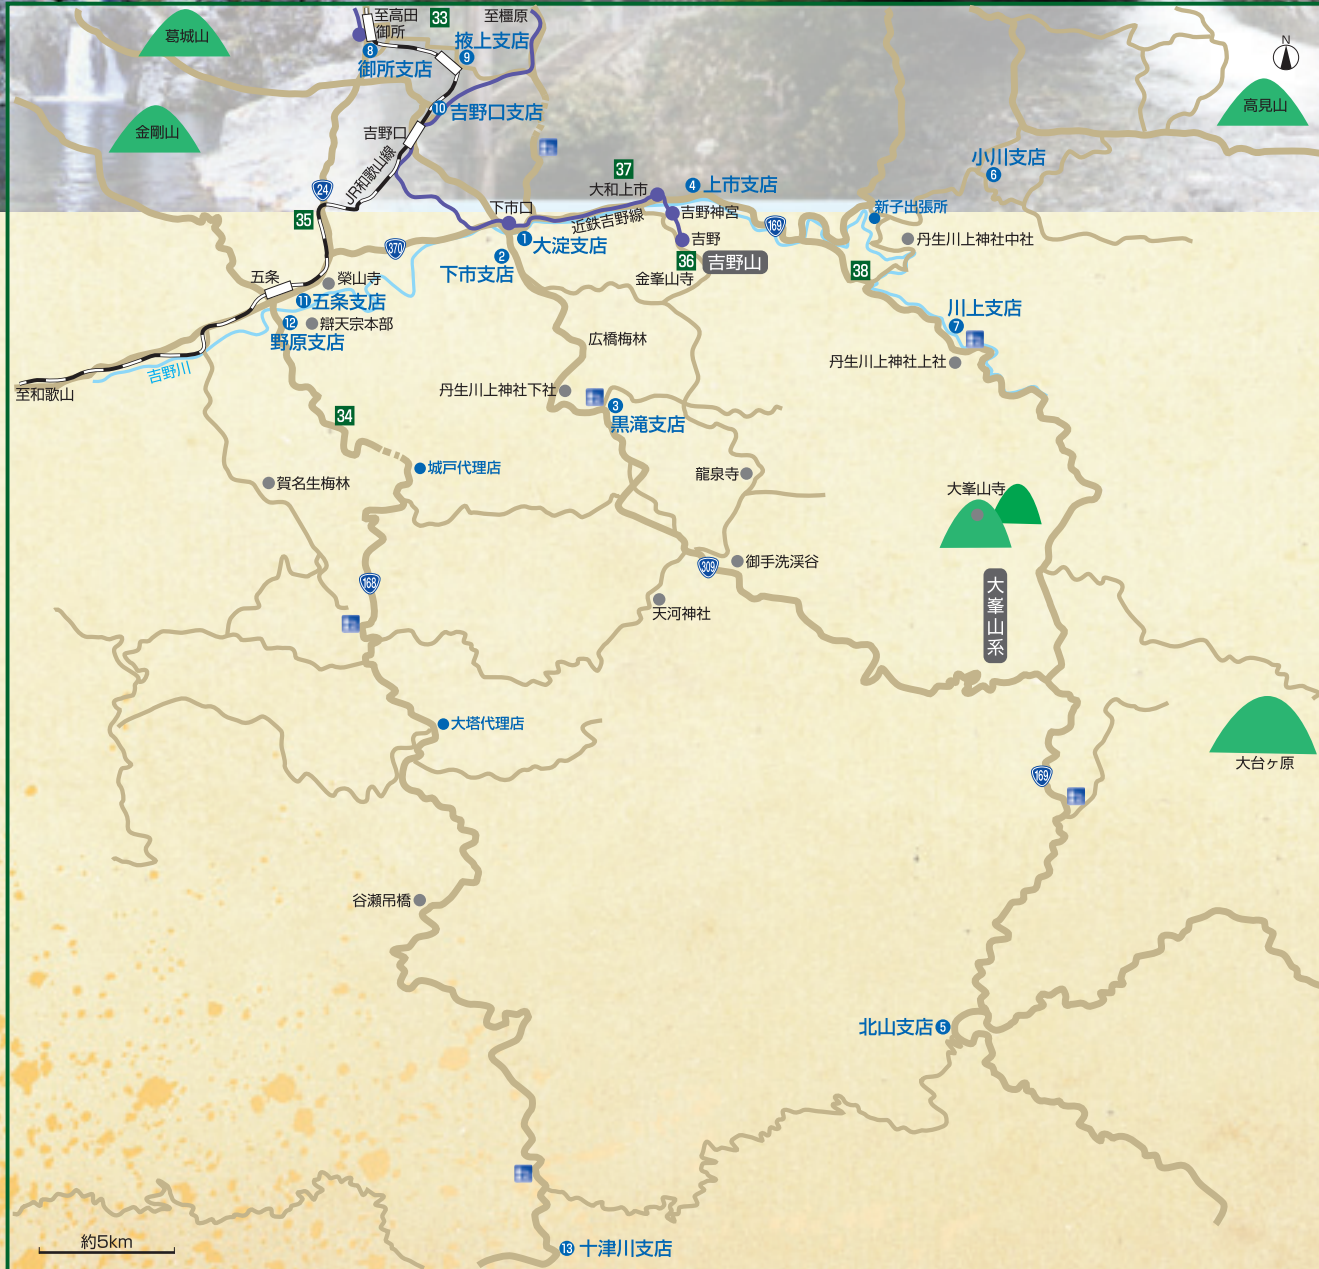 至高田
33
至橿原
葛城山
御所
掖上支店
8
9
N
御所支店
高見山
10
吉野口支店
金剛山
吉野口
JR和歌山線
37
小川支店
6
24
大和上市
4
上市支店
新子出張所
35
下市口
近鉄吉野線
吉野神宮
169
370
1
大淀支店
吉野
丹生川上神社中社
2
36
吉野山
38
下市支店
五条
榮山寺
金峯山寺
11
五条支店
川上支店
12
辯天宗本部
7
野原支店
広橋梅林
吉野川
丹生川上神社上社
至和歌山
丹生川上神社下社
34
3
黒滝支店
城戸代理店
龍泉寺
賀名生梅林
大峯山寺
309
御手洗渓谷
168
大峯山系
天河神社
大塔代理店
大台ヶ原
169
谷瀬吊橋
北山支店
5
約5km
13
十津川支店